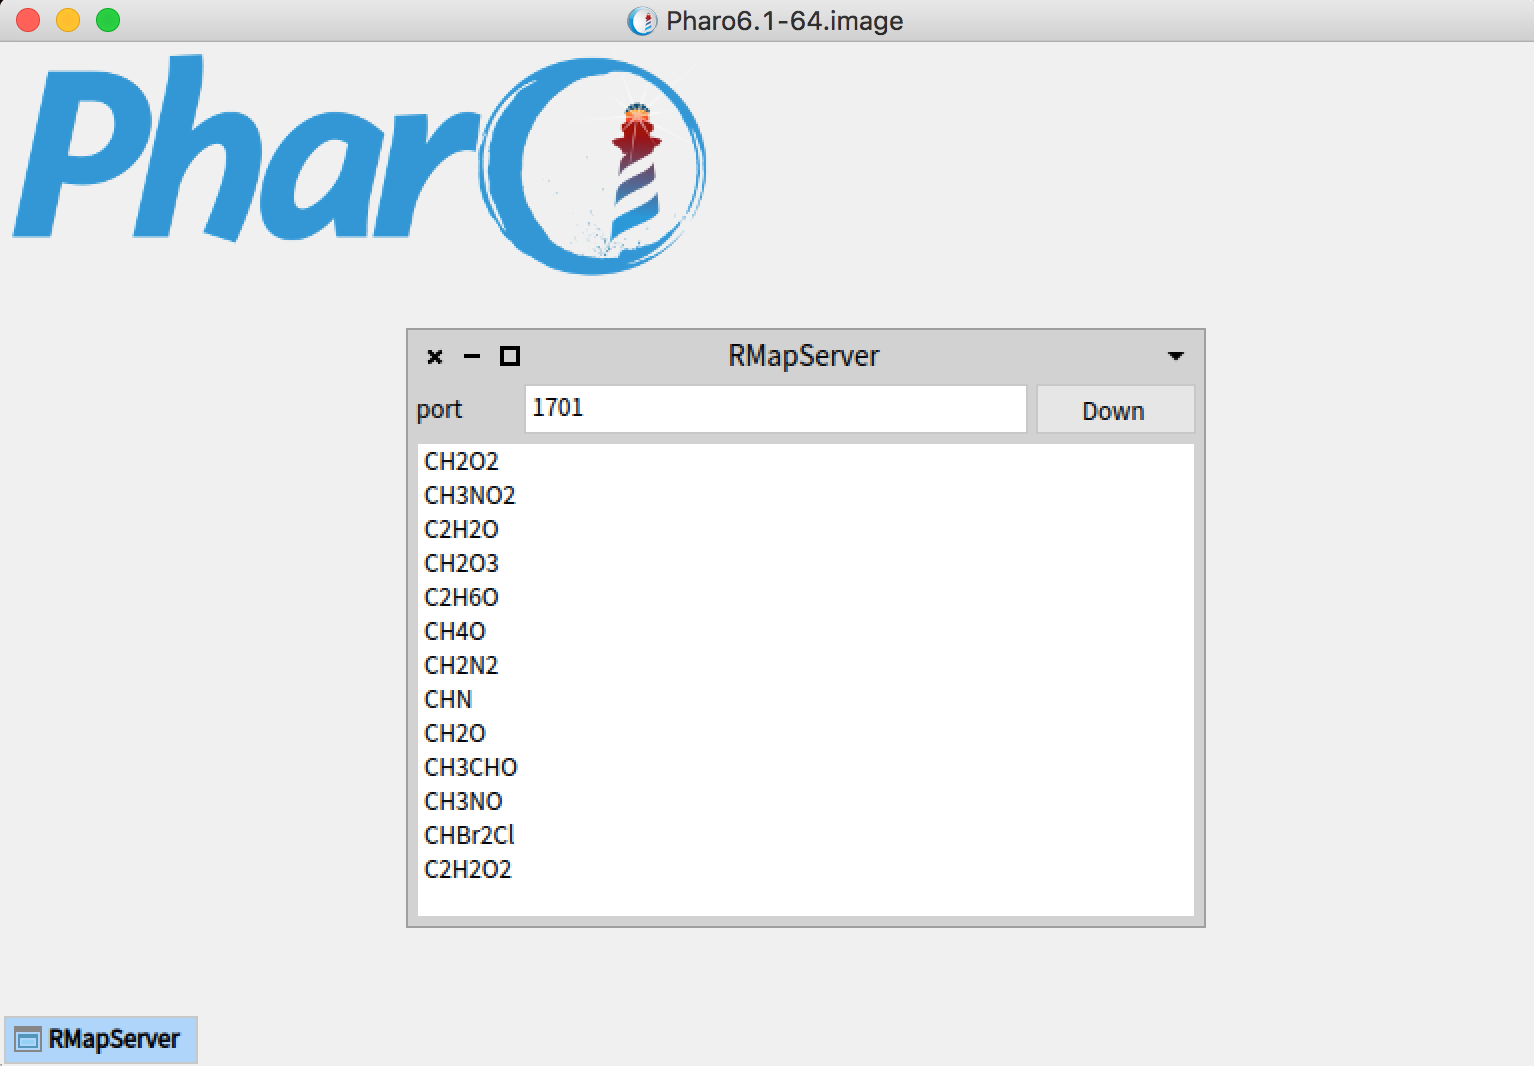 Pharo6.1-64.image
Pharo
RMapServer
port 1701 Down
CH2O2
CH3NO2
C2H2O
CH2O3
C2H6O
CH4O
CH2N2
CHN
CH2O
CH3CHO
CH3NO
CHBr2Cl
C2H2O2
RMapServer